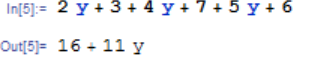 In[5]:= 2 y + 3 + 4 y + 7 + 5 y + 6
Out[5]= 16 + 11 y